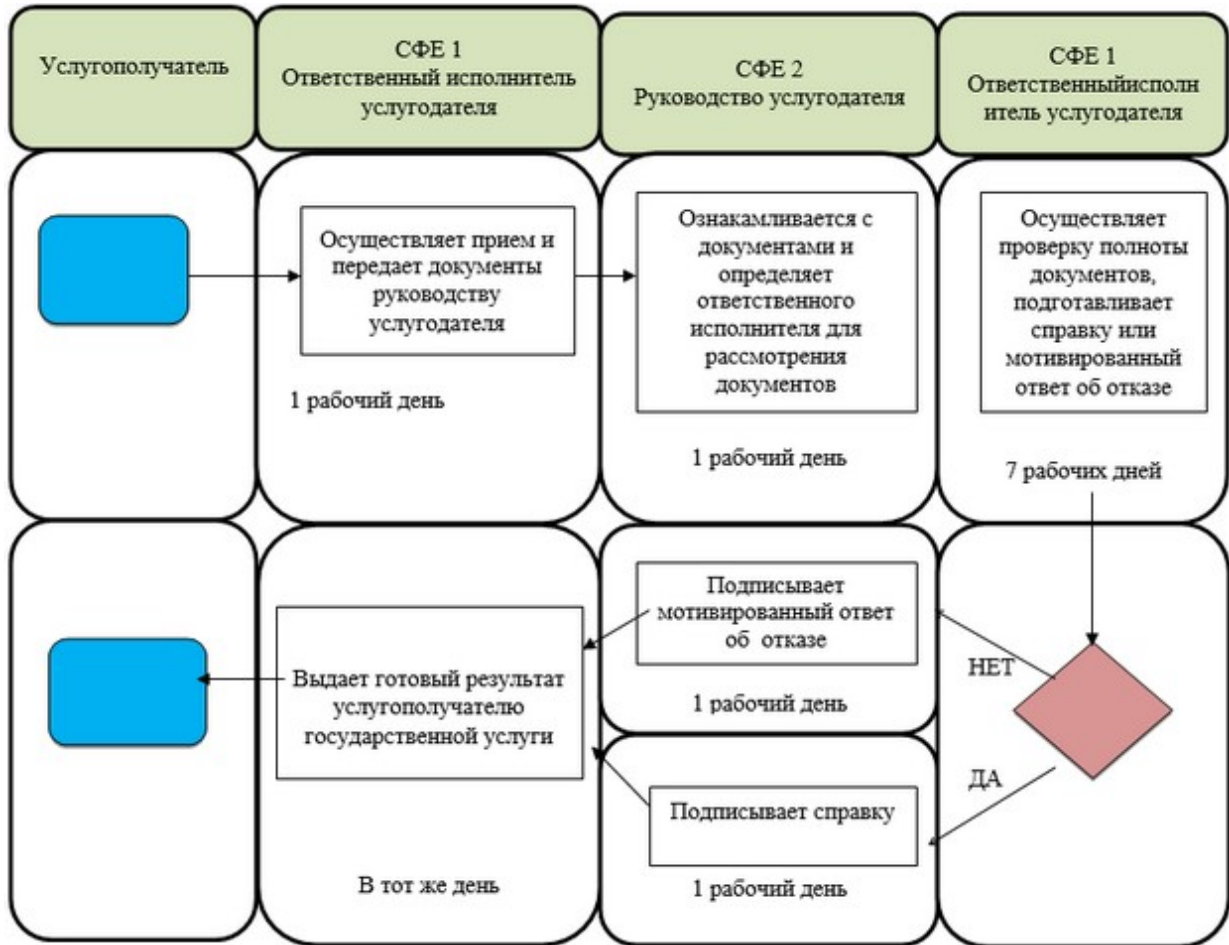 Услугополучатель
СФЕ 1
Ответственный исполнитель
услугодателя
СФЕ 2
Руководство услугодателя
СФЕ 1
Ответственныйисполн
итель услугодателя
Осуществляет прием и
передает документы
руководству
услугодателя
1 рабочий день
Ознакамливается с
документами и
определяет
ответственного
исполнителя для
рассмотрения
документов
1 рабочий день
Осуществляет
проверку полноты
документов,
подготавливает
справку или
мотивированный
ответ об отказе
7 рабочих дней
Выдает готовый результат
услугополучателю
государственной услуги
В тот же день
Подписывает
мотивированный ответ
об отказе
1 рабочий день
НЕТ
Подписывает справку
1 рабочий день
ДА